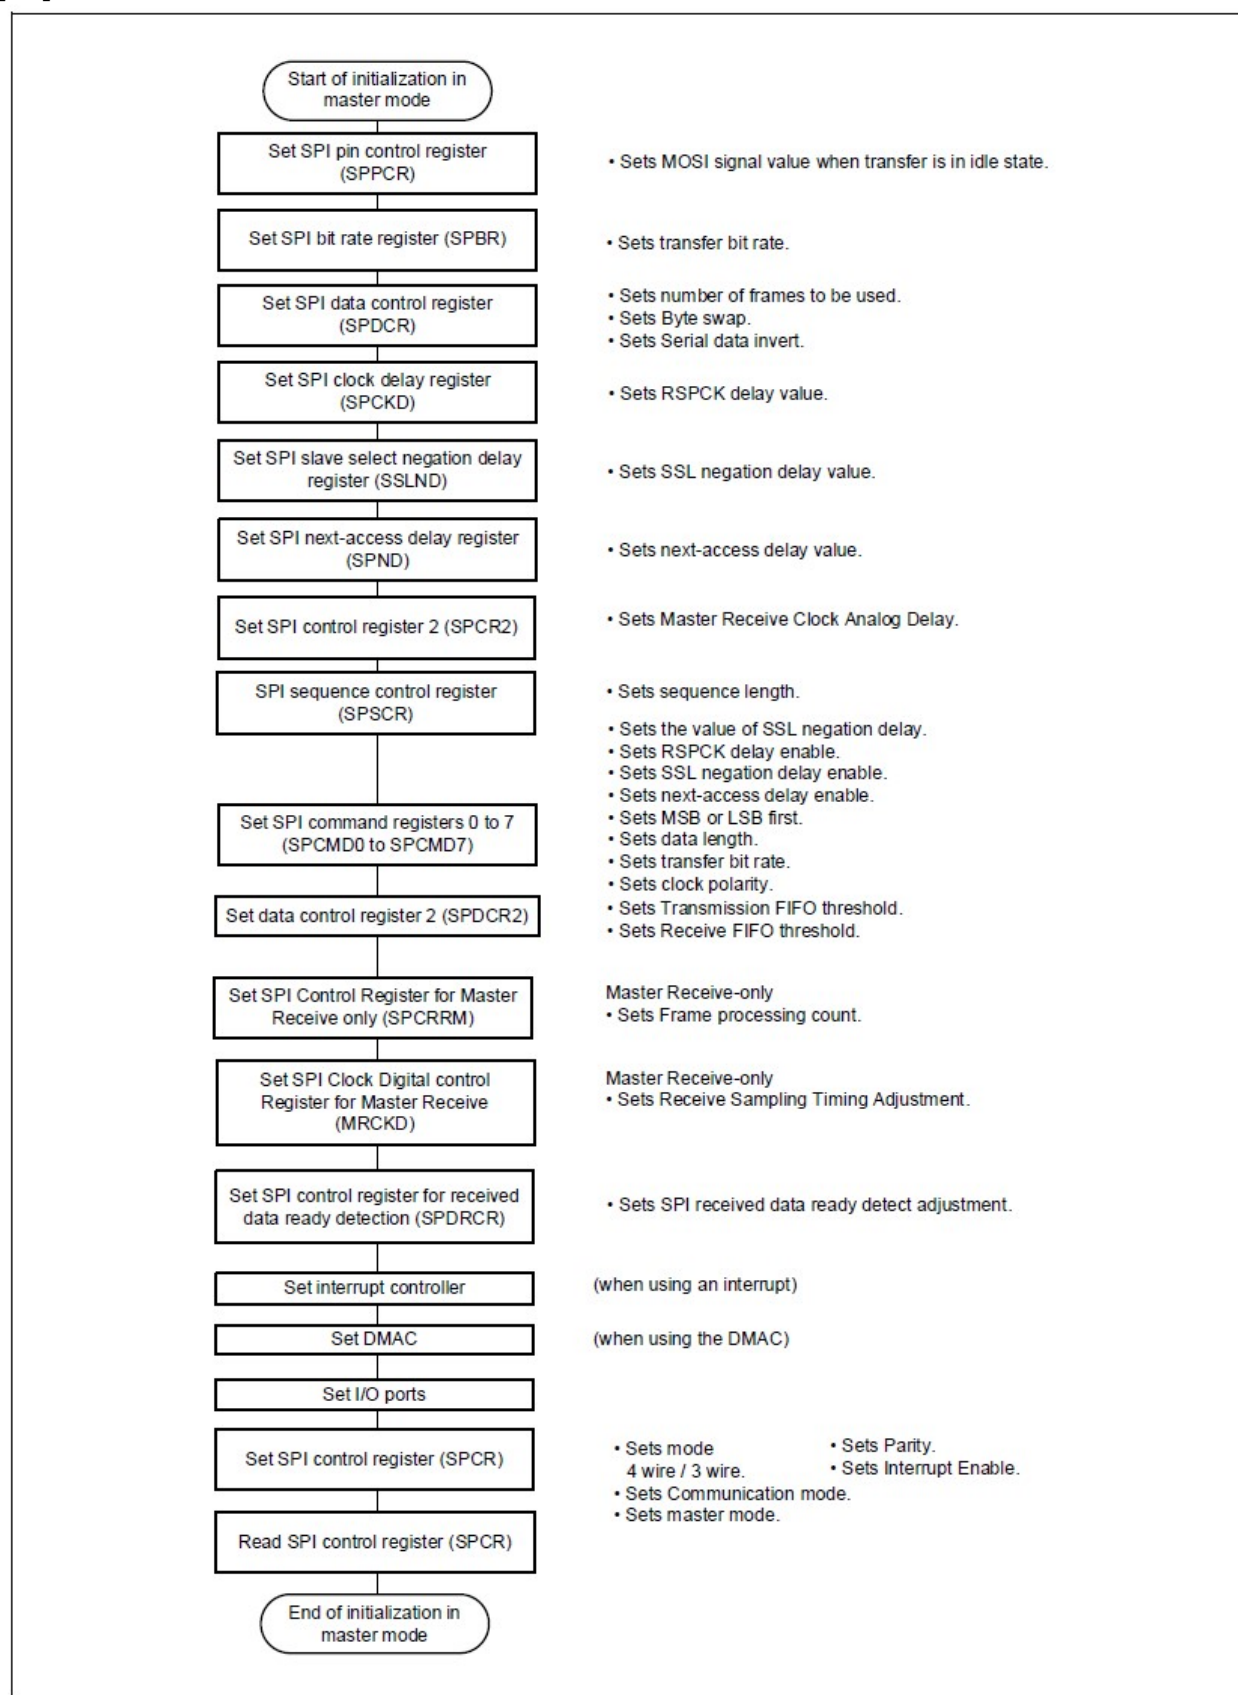 Start of initialization in
master mode
Set SPI pin control register
(SPPCR)
• Sets MOSI signal value when transfer is in idle state.
Set SPI bit rate register (SPBR)
• Sets transfer bit rate.
Set SPI data control register
(SPDCR)
• Sets number of frames to be used.
• Sets Byte swap.
• Sets Serial data invert.
Set SPI clock delay register
(SPCKD)
• Sets RSPCK delay value.
Set SPI slave select negation delay
register (SSLND)
• Sets SSL negation delay value.
Set SPI next-access delay register
(SPND)
• Sets next-access delay value.
Set SPI control register 2 (SPCR2)
• Sets Master Receive Clock Analog Delay.
SPI sequence control register
(SPSCR)
• Sets sequence length.
Set SPI command registers 0 to 7
(SPCMD0 to SPCMD7)
• Sets the value of SSL negation delay.
• Sets RSPCK delay enable.
• Sets SSL negation delay enable.
• Sets next-access delay enable.
• Sets MSB or LSB first.
• Sets data length.
• Sets transfer bit rate.
• Sets clock polarity.
Set data control register 2 (SPDCR2)
• Sets Transmission FIFO threshold.
• Sets Receive FIFO threshold.
Set SPI Control Register for Master
Receive only (SPCRRM)
Master Receive-only
• Sets Frame processing count.
Set SPI Clock Digital control
Register for Master Receive
(MRCKD)
Master Receive-only
• Sets Receive Sampling Timing Adjustment.
Set SPI control register for received
data ready detection (SPDRCR)
• Sets SPI received data ready detect adjustment.
Set interrupt controller
(when using an interrupt)
Set DMAC
(when using the DMAC)
Set I/O ports
Set SPI control register (SPCR)
• Sets mode
4 wire / 3 wire.
• Sets Communication mode.
• Sets master mode.
• Sets Parity.
• Sets Interrupt Enable.
Read SPI control register (SPCR)
End of initialization in
master mode